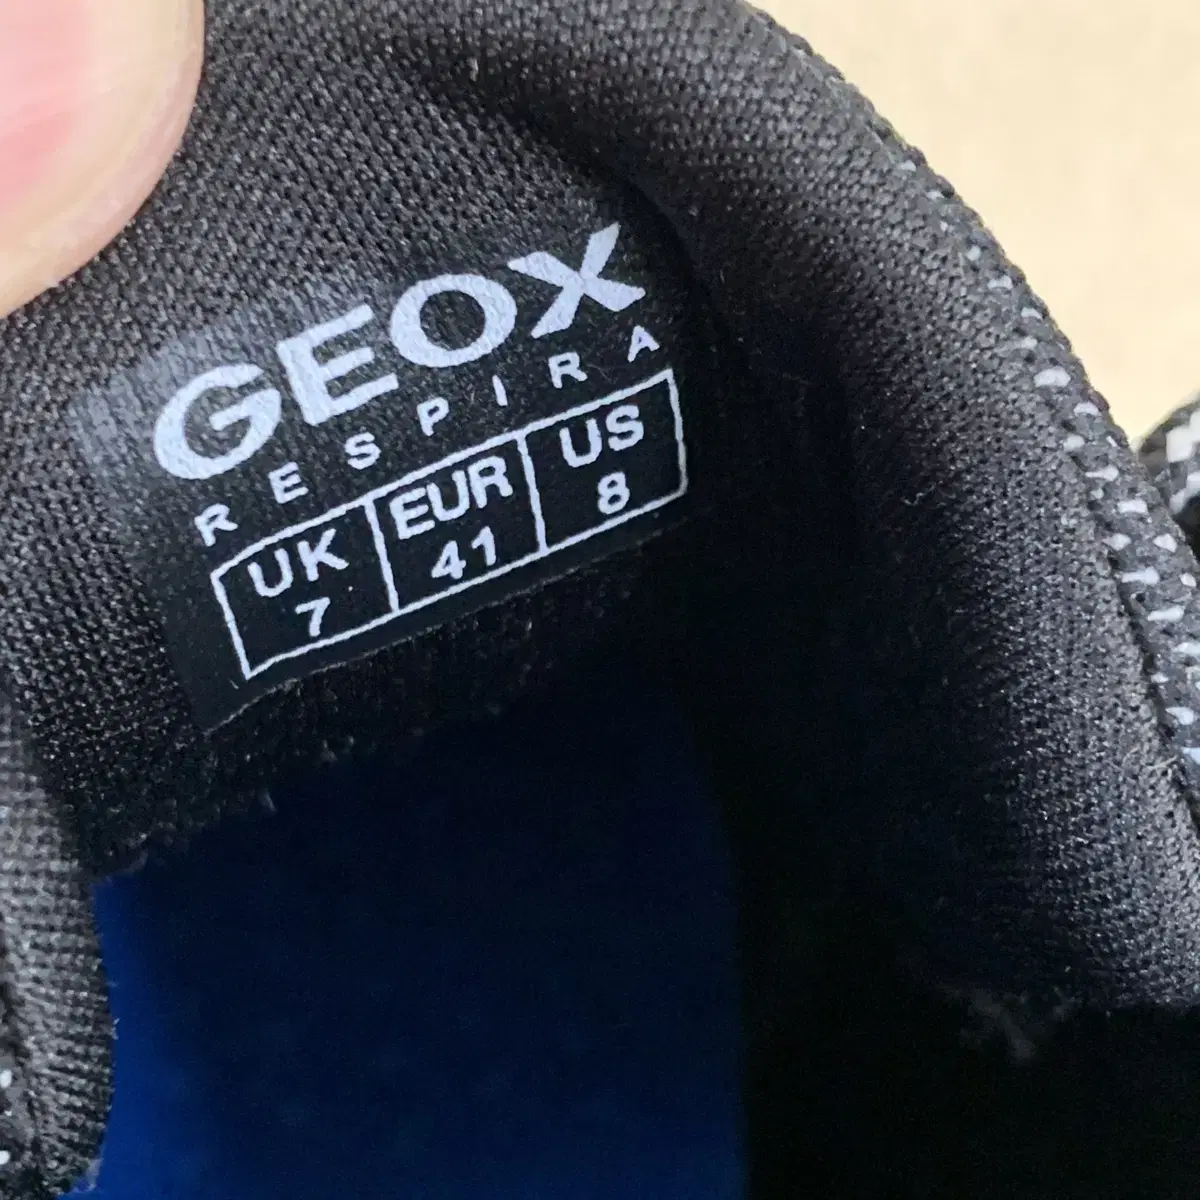 GEOX
RESPIRA
UK EUR US
7 41 8